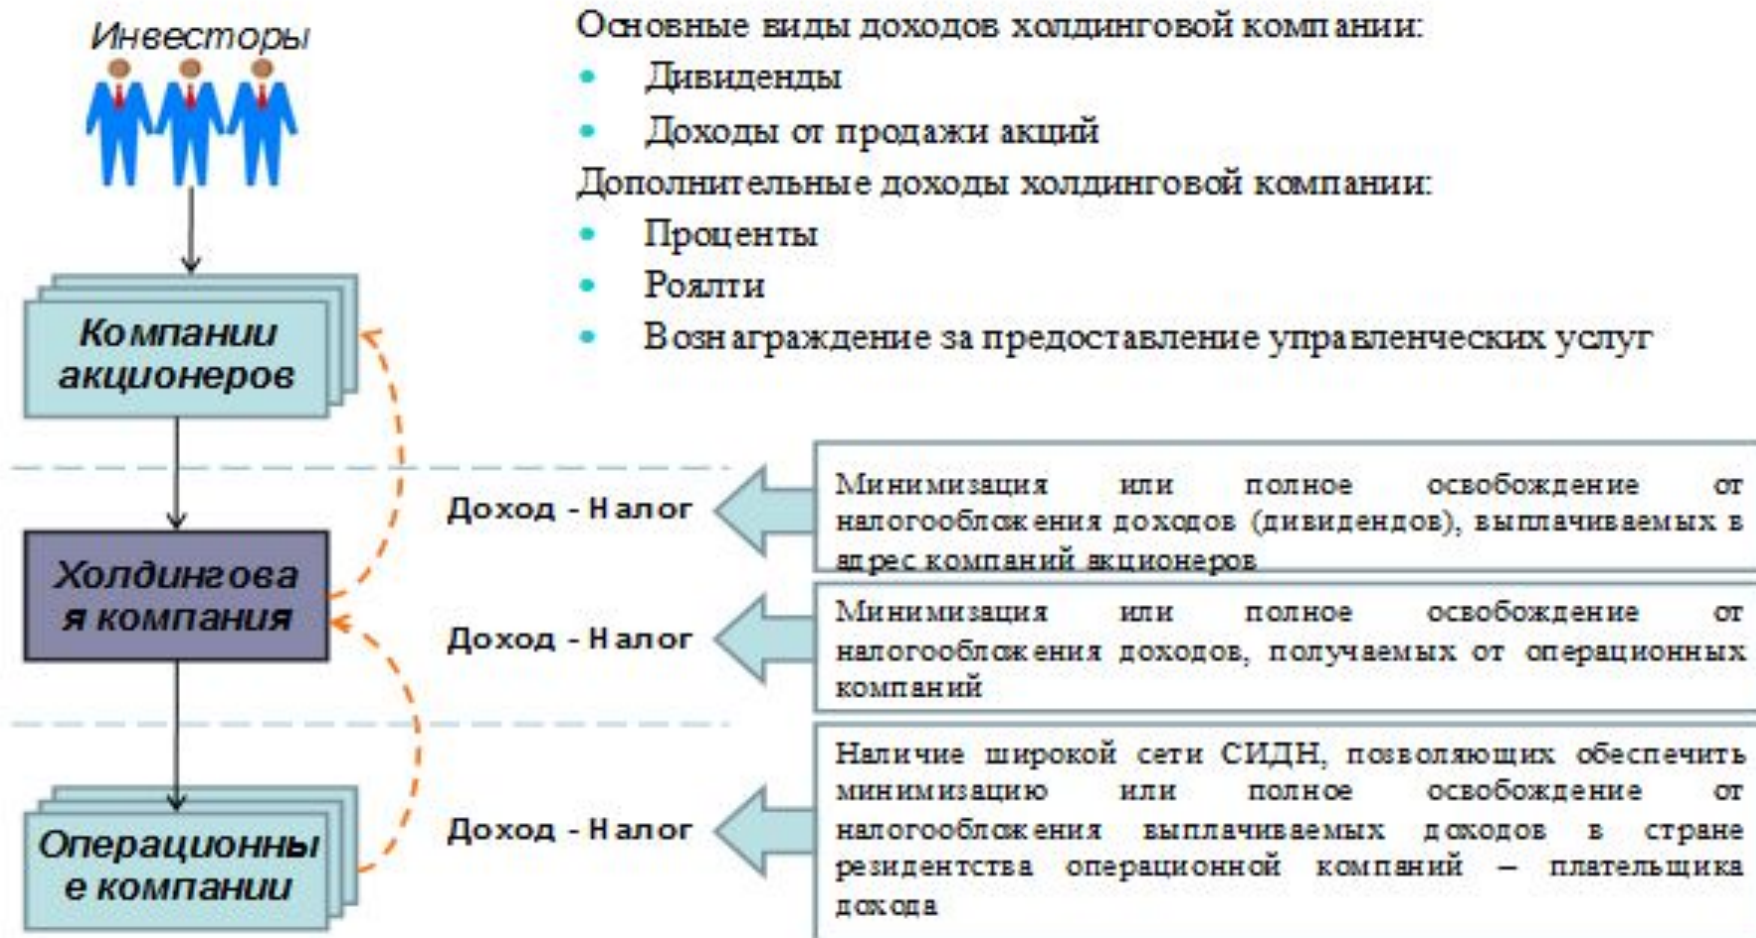 Инвесторы
Основные виды доходов холдинговой компании:
• Дивиденды
• Доходы от продажи акций
Дополнительные доходы холдинговой компании:
• Проценты
• Роялти
• Вознаграждение за предоставление управленческих услуг
Компании
акционеров
Холдингова
я компания
Операционны
е компании
Доход - Налог
Минимизация или полное освобождение от
налогообложения доходов (дивидендов), выплачиваемых в
адрес компаний акционеров
Доход - Налог
Минимизация или полное освобождение от
налогообложения доходов, получаемых от операционных
компаний
Доход - Налог
Наличие широкой сети СИДН, позволяющих обеспечить
минимизацию или полное освобождение от
налогообложения выплачиваемых доходов в стране
резидентства операционной компаний – плательщика
дохода